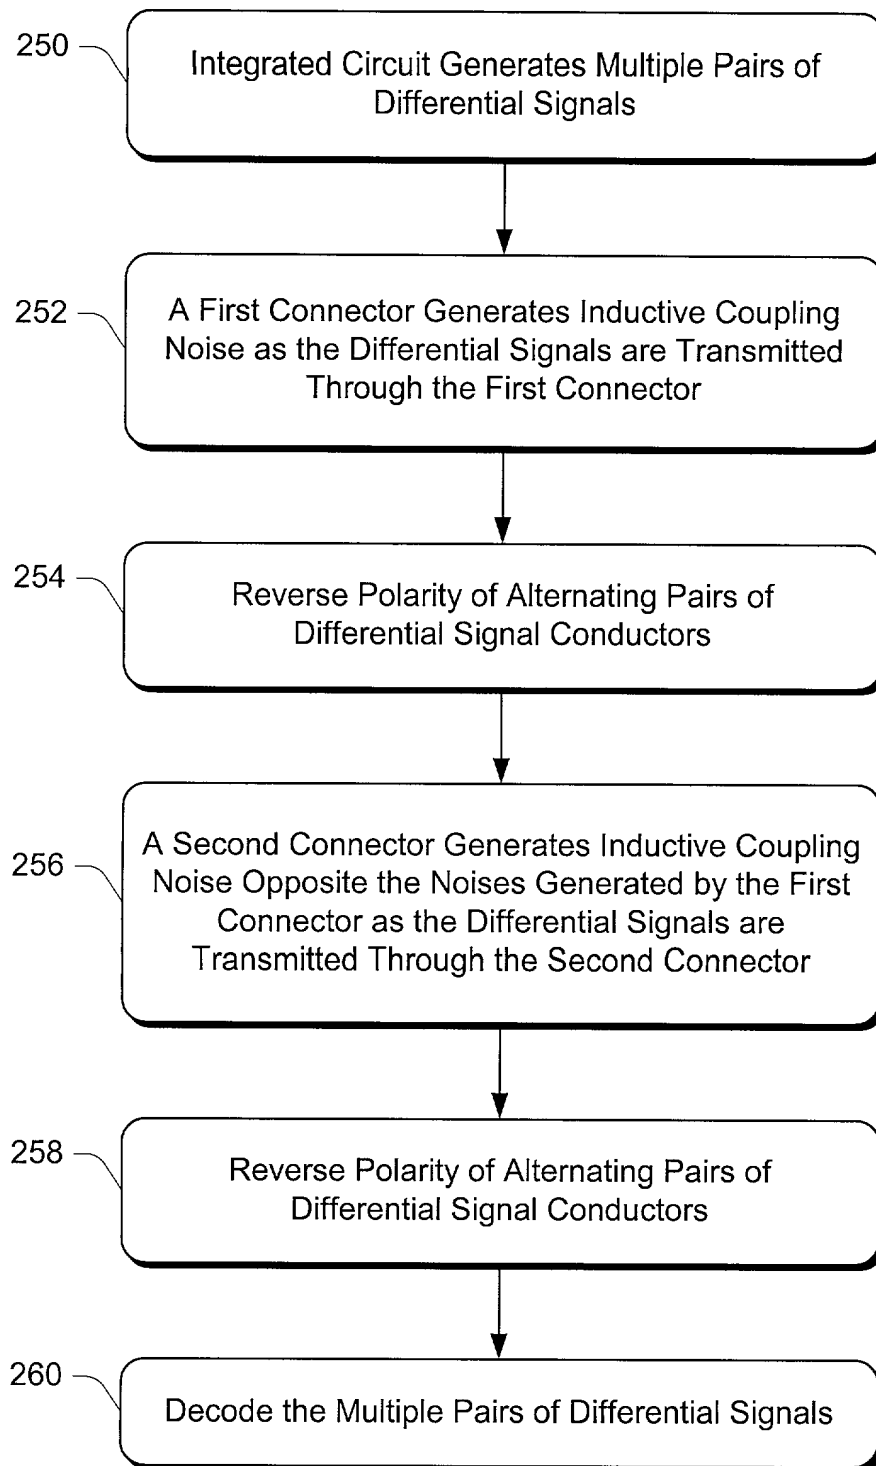 250
Integrated Circuit Generates Multiple Pairs of
Differential Signals
252
A First Connector Generates Inductive Coupling
Noise as the Differential Signals are Transmitted
Through the First Connector
254
Reverse Polarity of Alternating Pairs of
Differential Signal Conductors
256
A Second Connector Generates Inductive Coupling
Noise Opposite the Noises Generated by the First
Connector as the Differential Signals are
Transmitted Through the Second Connector
258
Reverse Polarity of Alternating Pairs of
Differential Signal Conductors
260
Decode the Multiple Pairs of Differential Signals